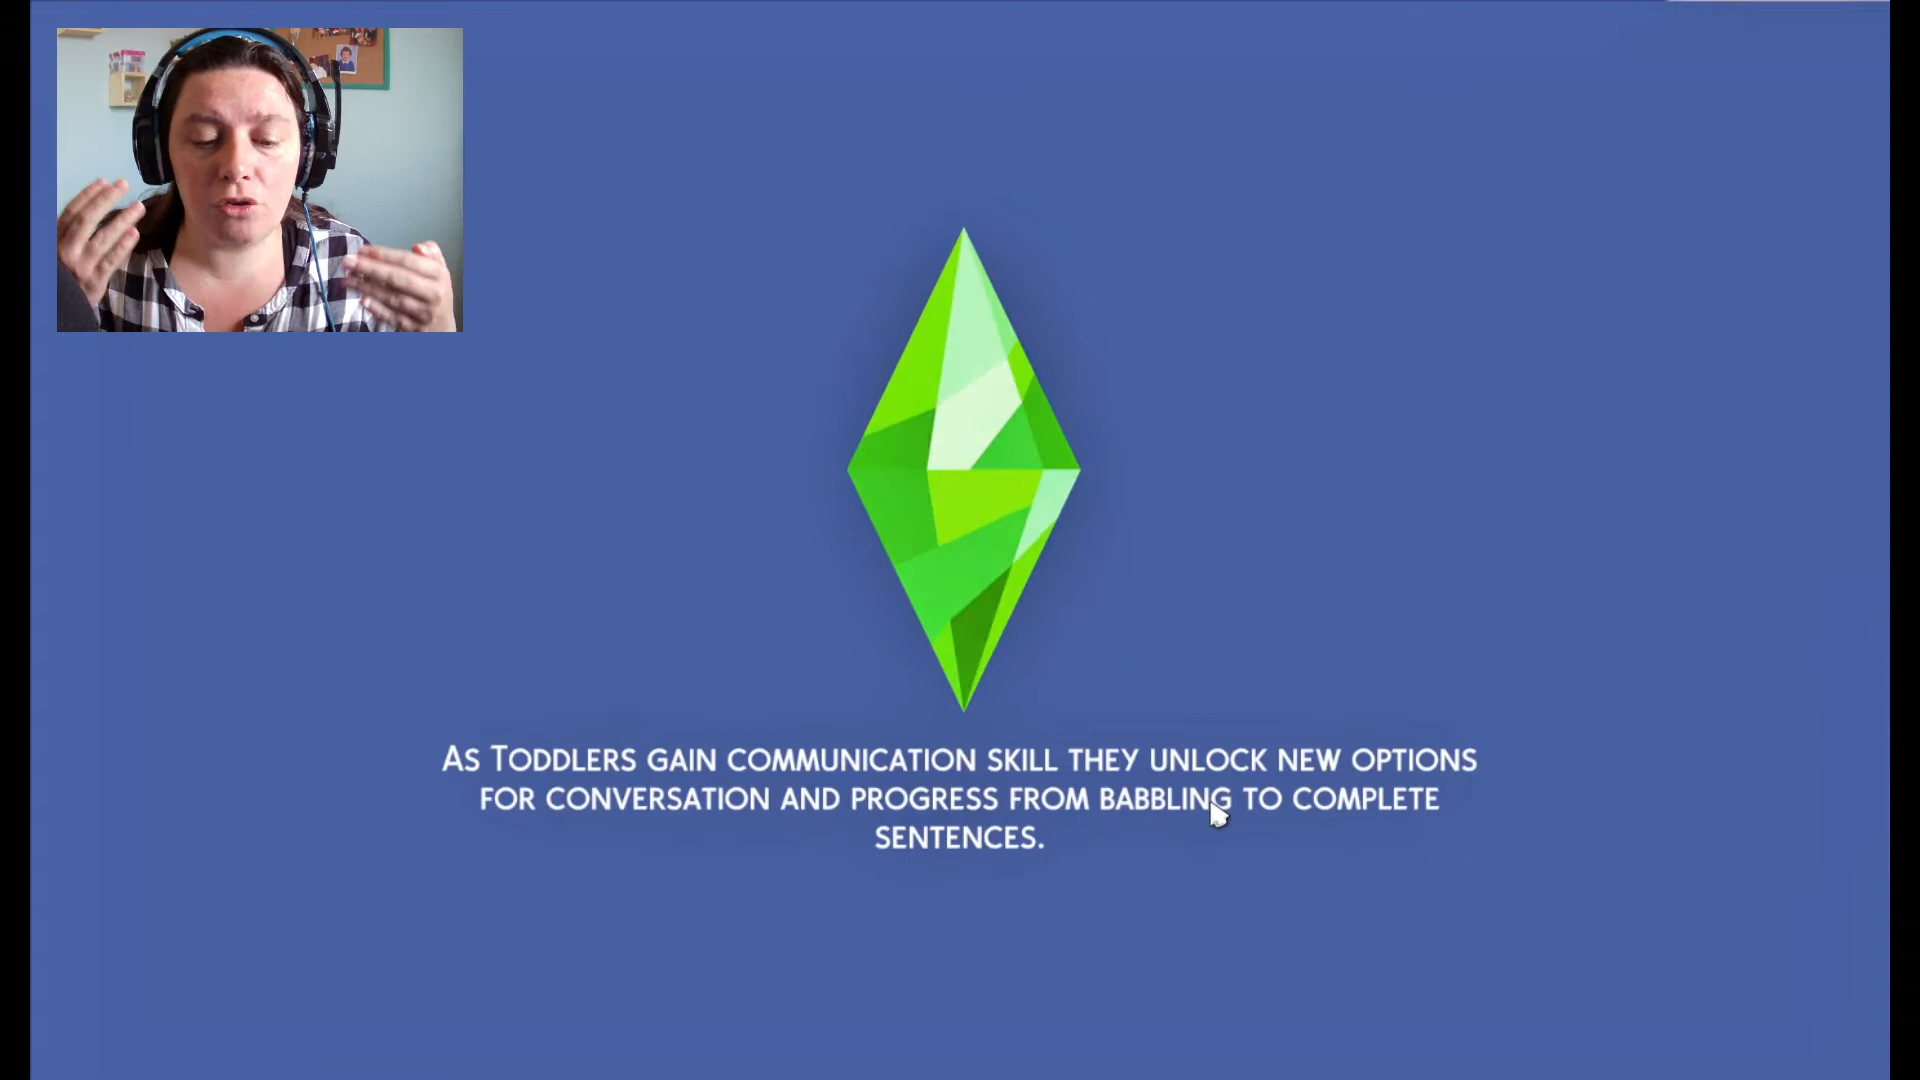 As Toddlers gain communication skill they unlock new options
for conversation and progress from babbling to complete
sentences.